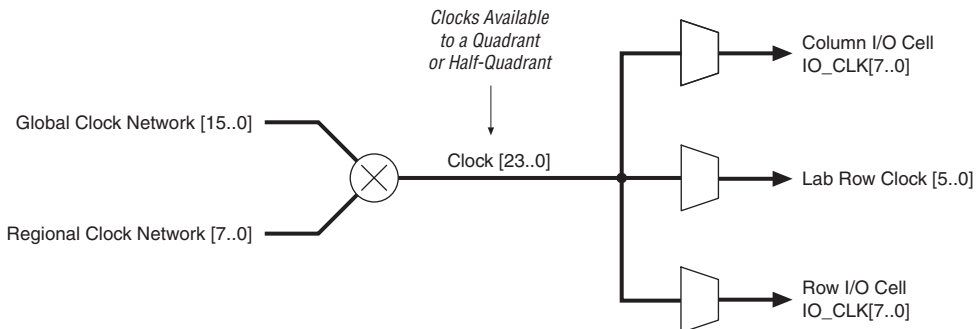 Clocks Available
to a Quadrant
or Half-Quadrant
Column I/O Cell
IO_CLK[7..0]
Global Clock Network [15..0]
Clock [23..0]
Lab Row Clock [5..0]
Regional Clock Network [7..0]
Row I/O Cell
IO_CLK[7..0]